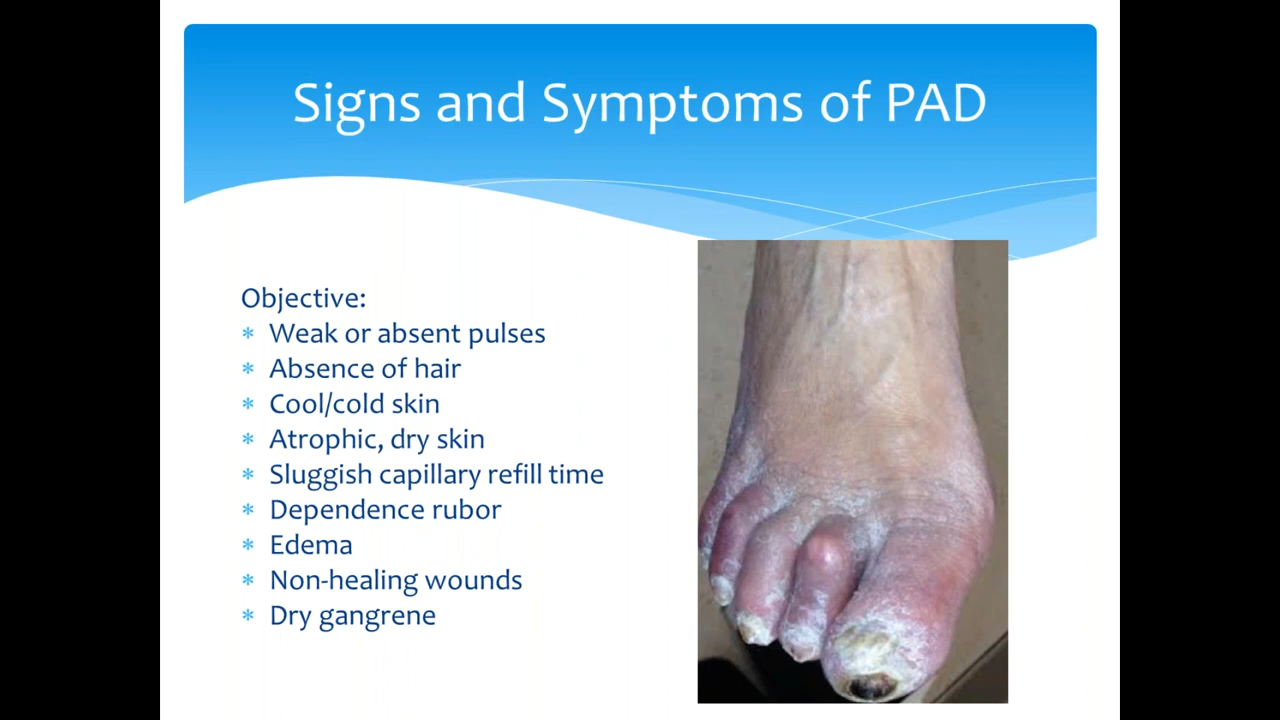 Signs and Symptoms of PAD
Objective:
* Weak or absent pulses
* Absence of hair
* Cool/cold skin
* Atrophic, dry skin
* Sluggish capillary refill time
* Dependence rubor
* Edema
* Non-healing wounds
* Dry gangrene